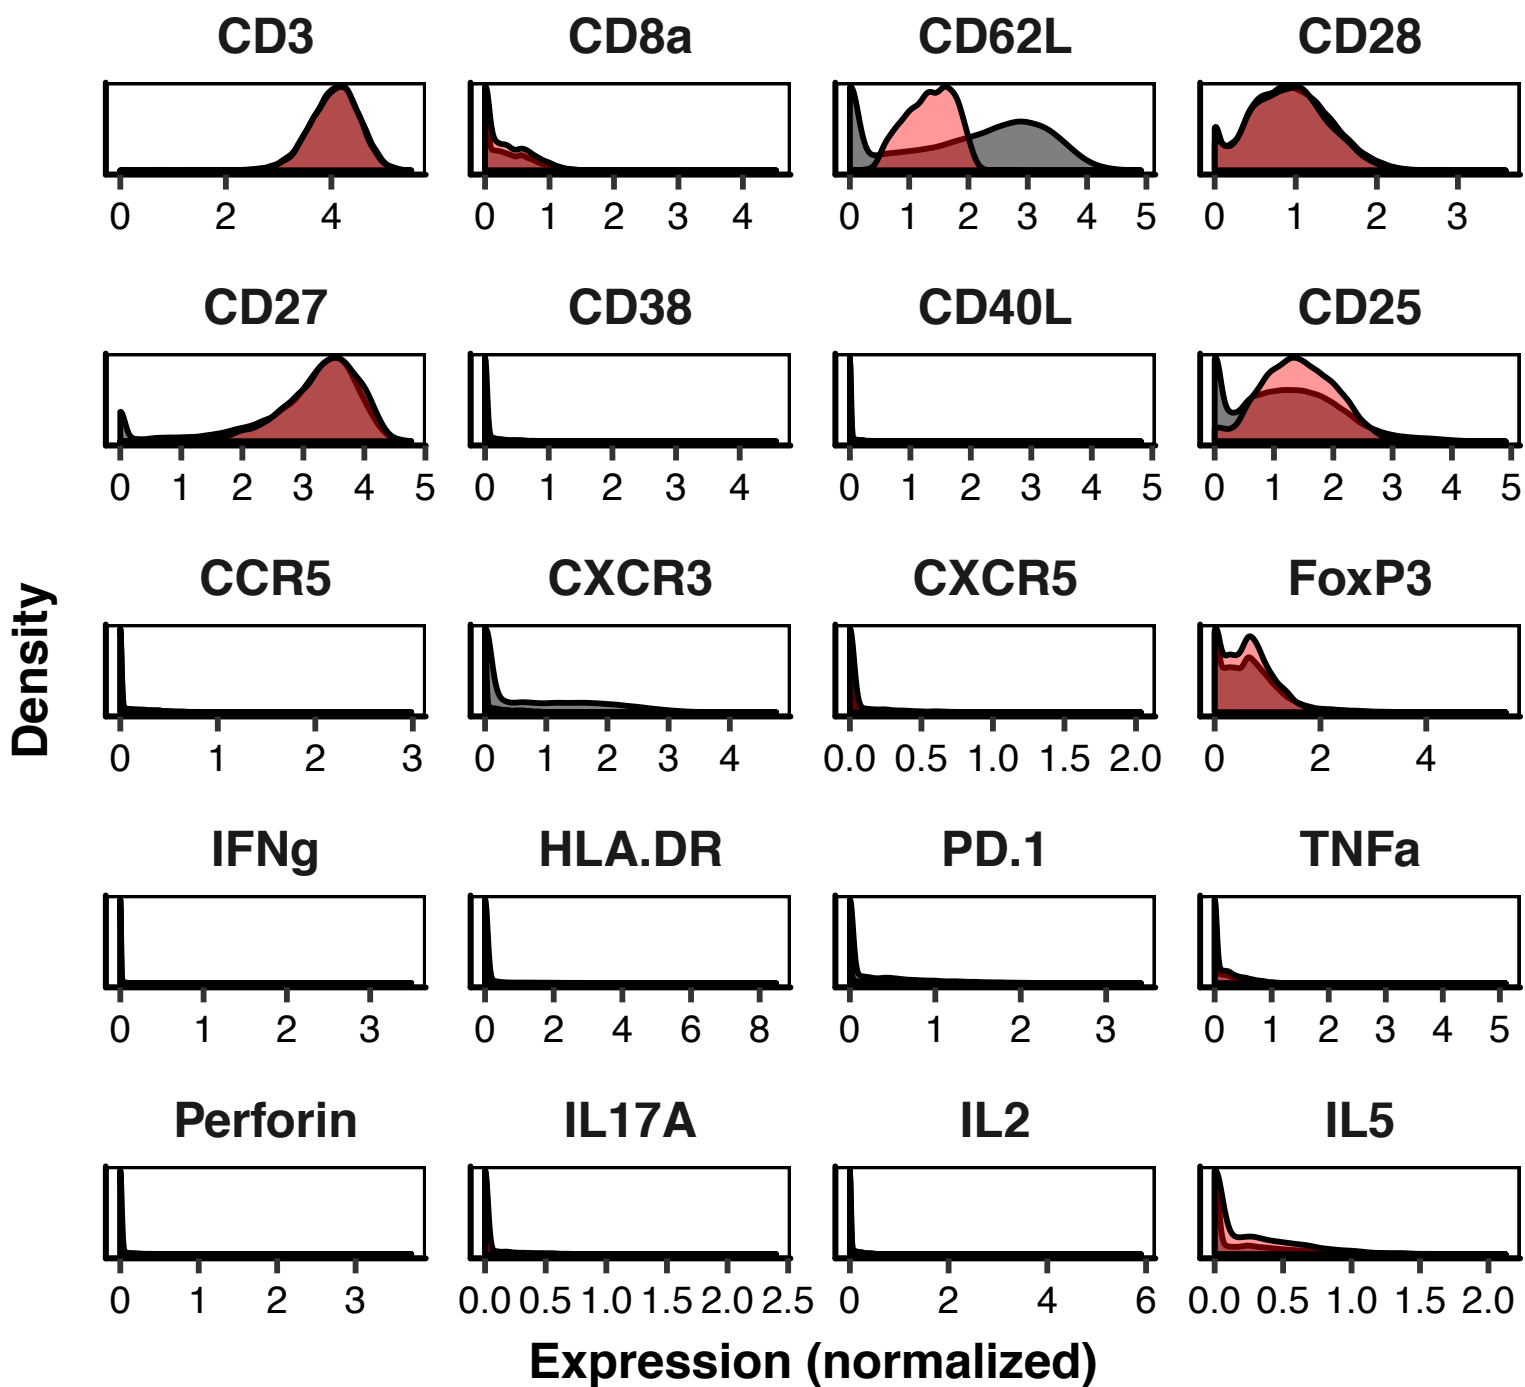 CD3 CD8a CD62L CD28
0 2 4 0 1 2 3 4 0 1 2 3 4 5 0 1 2 3
CD27 CD38 CD40L CD25
0 1 2 3 4 5 0 1 2 3 4 0 1 2 3 4 5 0 1 2 3 4 5
Density
CCR5 CXCR3 CXCR5 FoxP3
0 1 2 3 0 1 2 3 4 0.0 0.5 1.0 1.5 2.0 0 2 4
IFNg HLA.DR PD.1 TNFa
0 1 2 3 0 2 4 6 8 0 1 2 3 0 1 2 3 4 5
Perforin IL17A IL2 IL5
0 1 2 3 0.0 0.5 1.0 1.5 2.0 2.5 0 2 4 6 0.0 0.5 1.0 1.5 2.0
Expression (normalized)